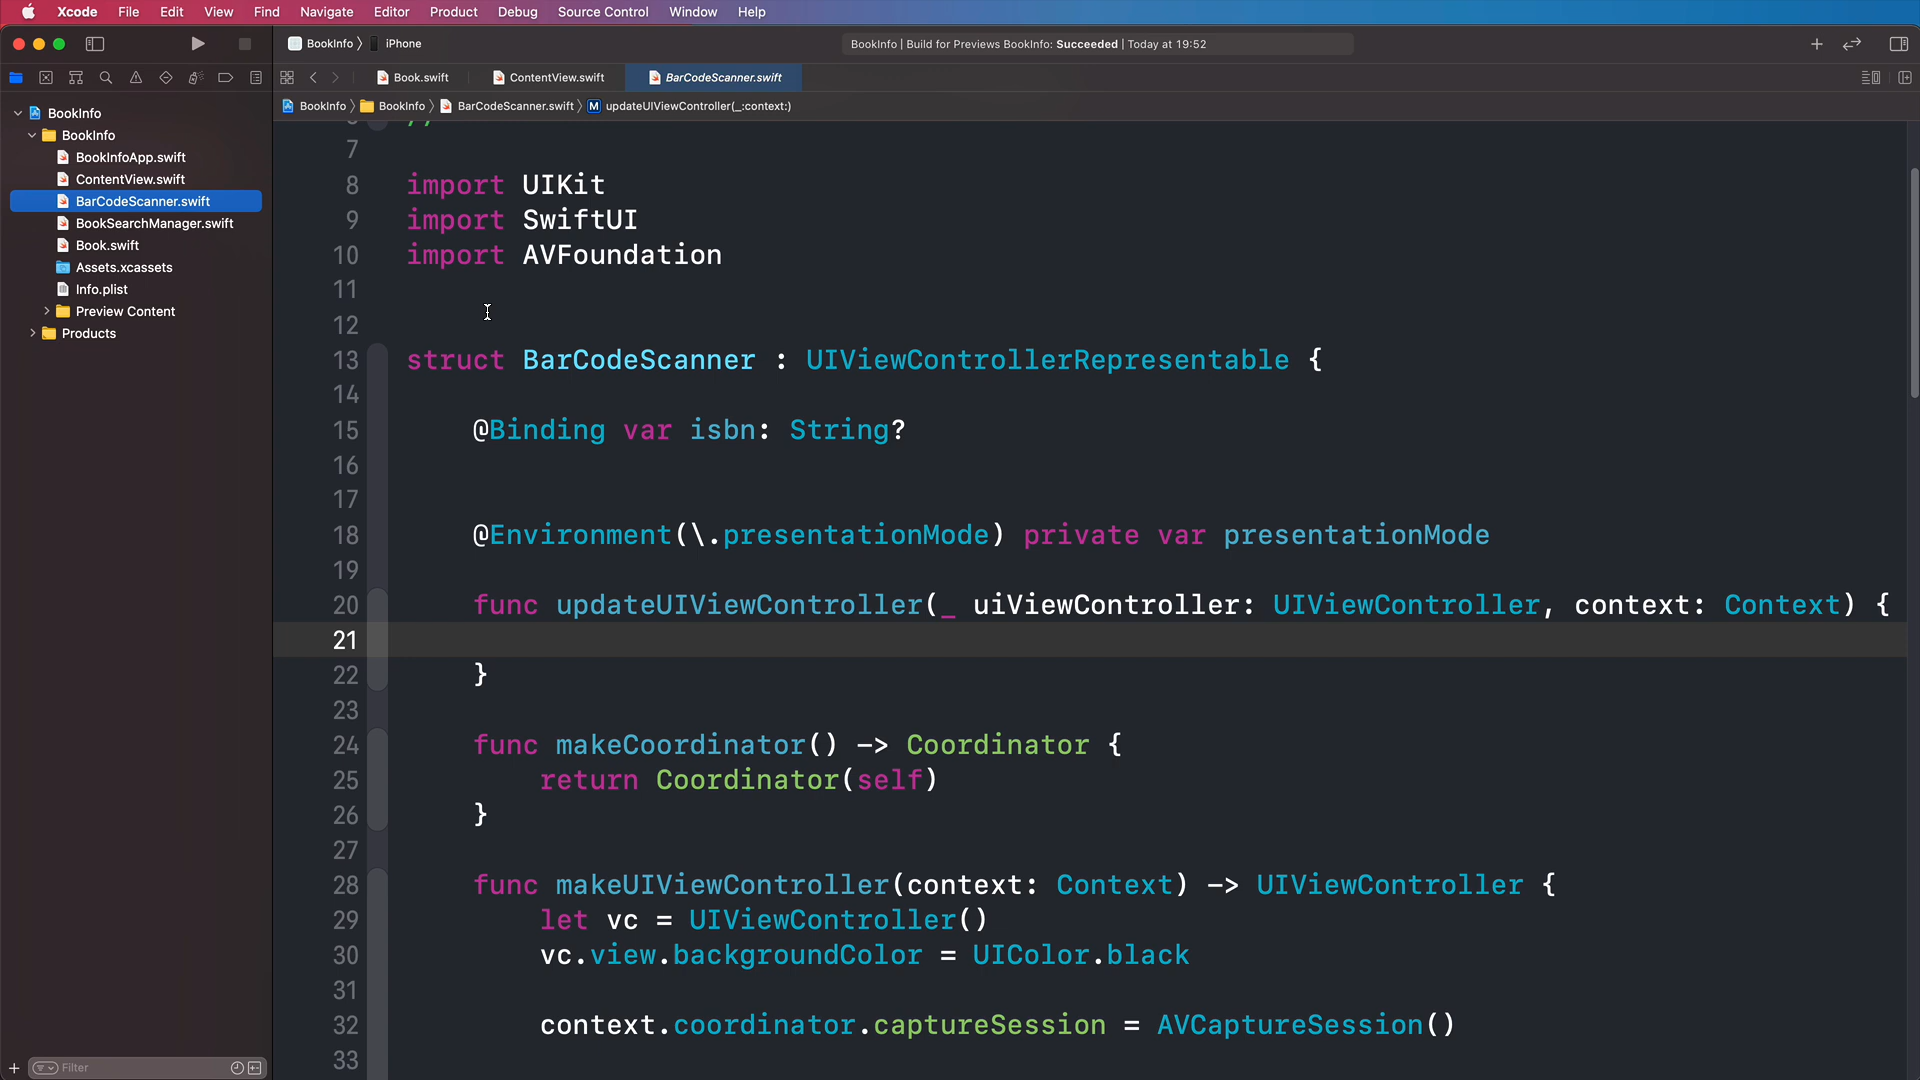 Xcode File Edit View Find Navigate Editor Product Debug Source Control Window Help
BookInfo iPhone
BookInfo | Build for Previews BookInfo: Succeeded | Today at 19:52
Book.swift ContentView.swift BarCodeScanner.swift
BookInfo BookInfo BarCodeScanner.swift M updateUIViewController(_:context:)
BookInfo
BookInfo
BookInfoApp.swift
ContentView.swift
BarCodeScanner.swift
BookSearchManager.swift
Book.swift
Assets.xcassets
Info.plist
Preview Content
Products
Filter
7
8 import UIKit
9 import SwiftUI
10 import AVFoundation
11
12
13 struct BarCodeScanner : UIViewControllerRepresentable {
14
15 @Binding var isbn: String?
16
17
18 @Environment(\.presentationMode) private var presentationMode
19
20 func updateUIViewController(_ uiViewController: UIViewController, context: Context) {
21
22 }
23
24 func makeCoordinator() -> Coordinator {
25 return Coordinator(self)
26 }
27
28 func makeUIViewController(context: Context) -> UIViewController {
29 let vc = UIViewController()
30 vc.view.backgroundColor = UIColor.black
31
32 context.coordinator.captureSession = AVCaptureSession()
33